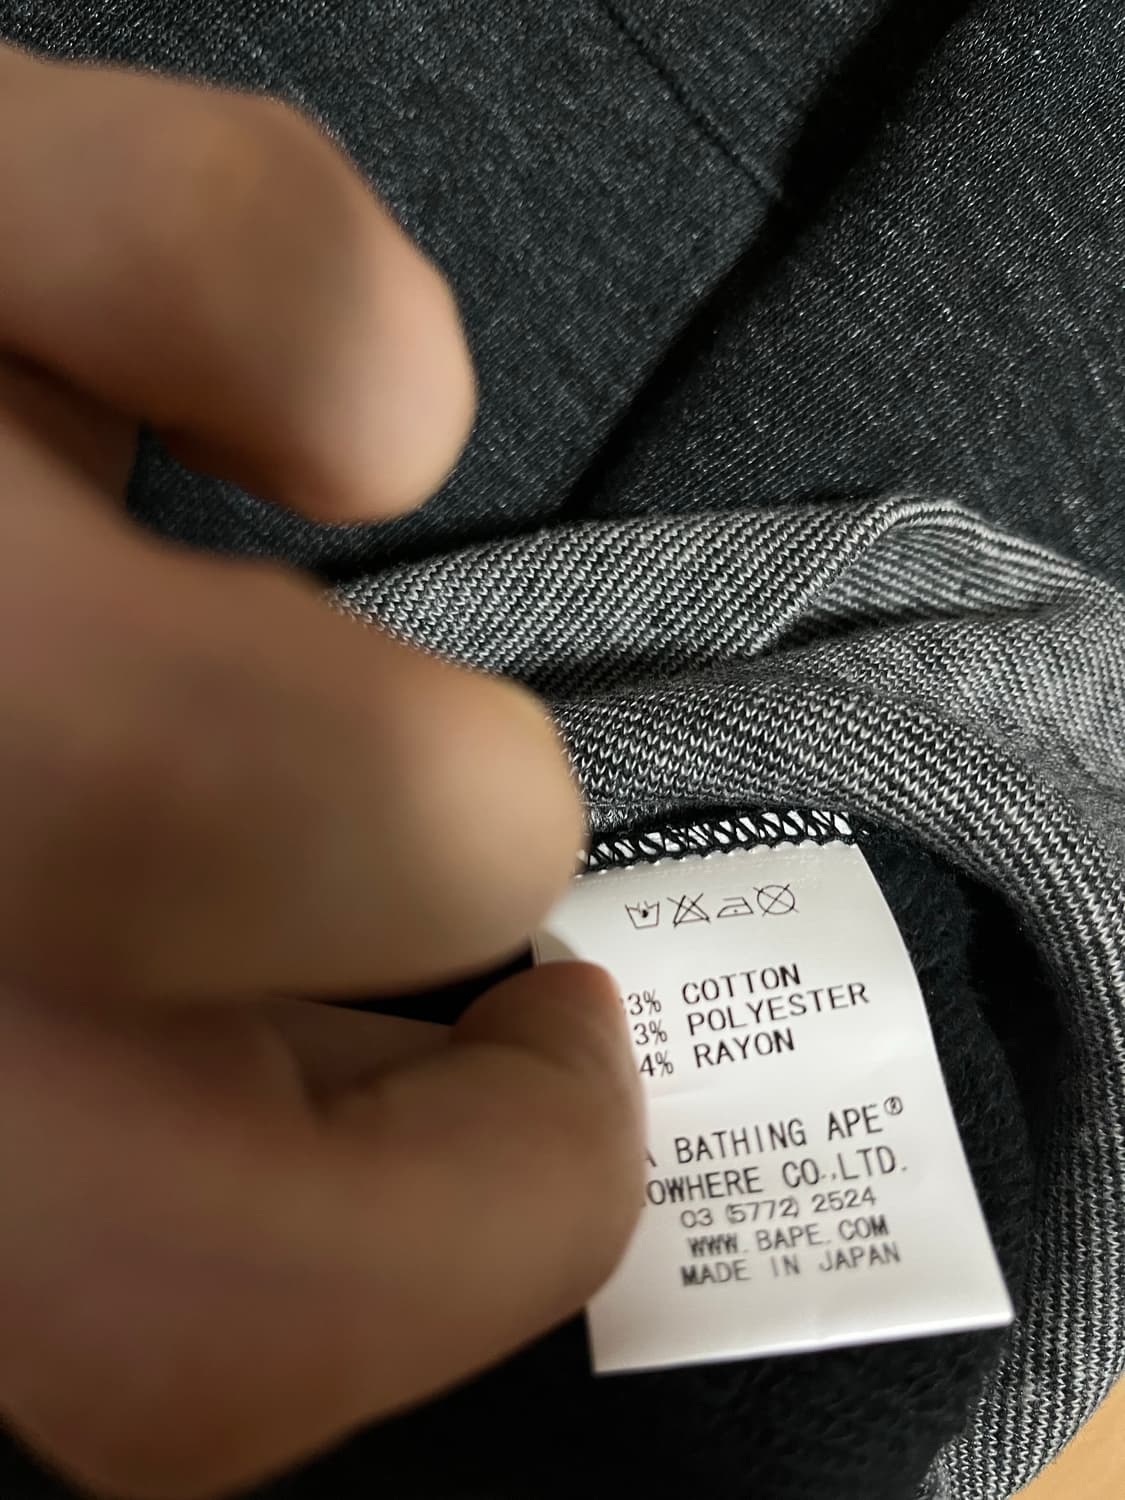 3% COTTON
3% POLYESTER
4% RAYON
A BATHING APE®
OWHERE CO.,LTD.
03 (5772) 2524
WWW.BAPE.COM
MADE IN JAPAN